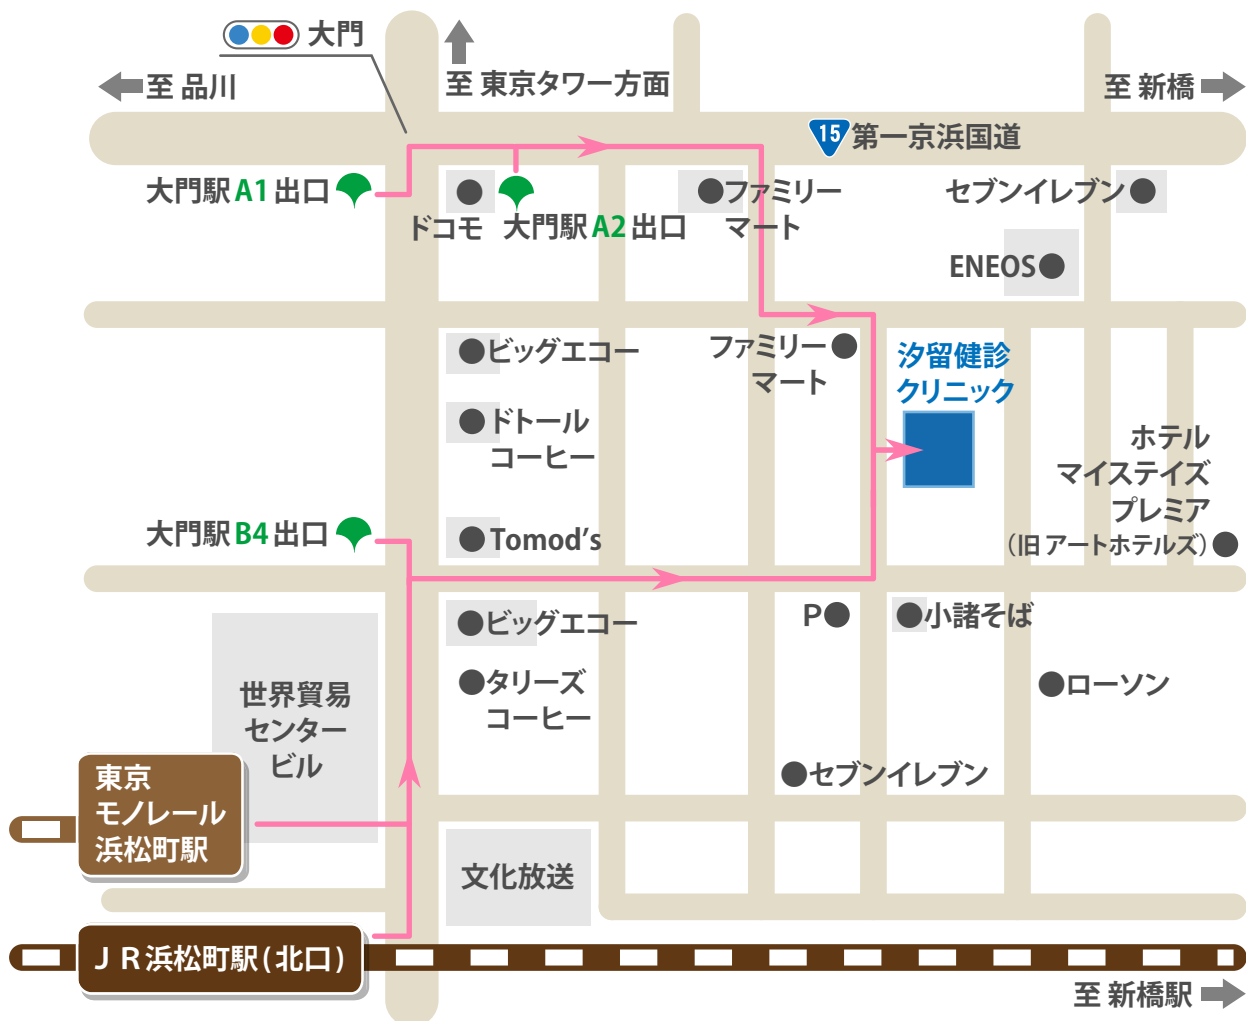 大門
至 品川
至 東京タワー方面
至 新橋
15 第一京浜国道
大門駅 A1 出口
ドコモ
大門駅 A2 出口
ファミリー
マート
セブンイレブン
ENEOS
ビッグエコー
ファミリー
マート
汐留健診
クリニック
ドトール
コーヒー
ホテル
マイステイズ
プレミア
（旧 アートホテルズ）
大門駅 B4 出口
Tomod's
ビッグエコー
P
小諸そば
世界貿易
センター
ビル
タリーズ
コーヒー
ローソン
セブンイレブン
東京
モノレール
浜松町駅
文化放送
ＪＲ浜松町駅(北口)
至 新橋駅